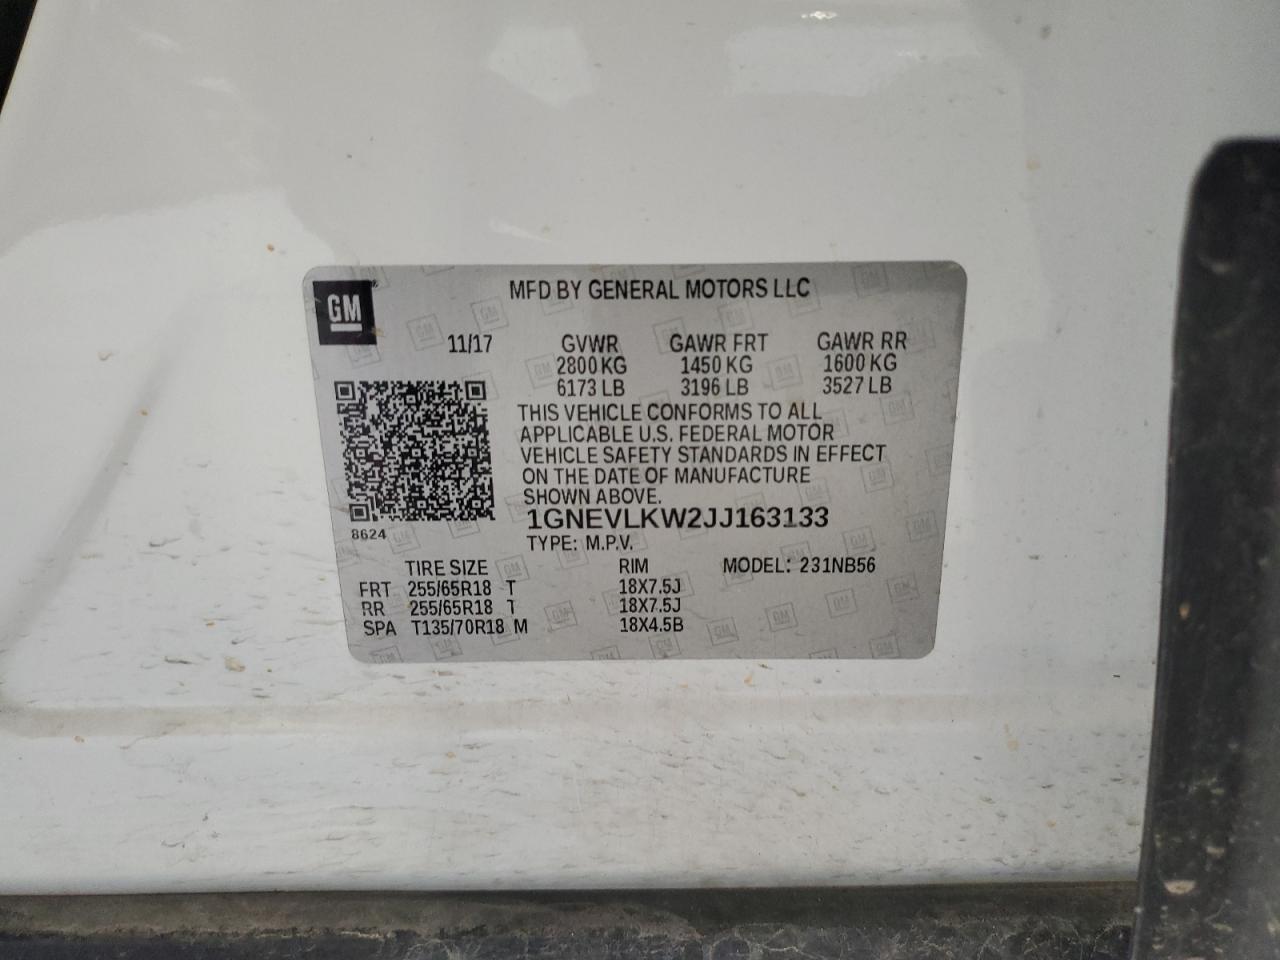 GM
MFD BY GENERAL MOTORS LLC
11/17 GVWR GAWR FRT GAWR RR
2800 KG 1450 KG 1600 KG
6173 LB 3196 LB 3527 LB
THIS VEHICLE CONFORMS TO ALL
APPLICABLE U.S. FEDERAL MOTOR
VEHICLE SAFETY STANDARDS IN EFFECT
ON THE DATE OF MANUFACTURE
SHOWN ABOVE.
1GNEVLKW2JJ163133
8624
TYPE: M.P.V.
TIRE SIZE RIM MODEL: 231NB56
FRT 255/65R18 T 18X7.5J
RR 255/65R18 T 18X7.5J
SPA T135/70R18 M 18X4.5B